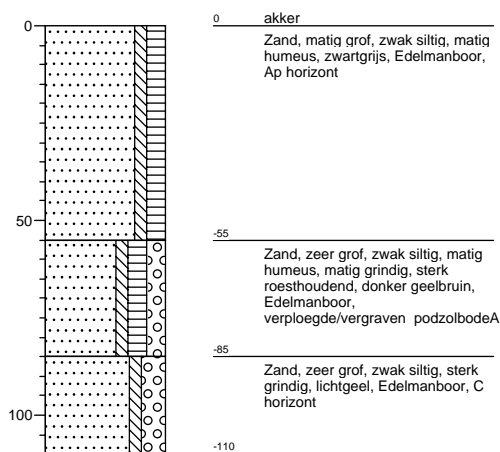 0
0 akker
Zand, matig grof, zwak siltig, matig
humeus, zwartgrijs, Edelmanboor,
Ap horizont
50
-55
Zand, zeer grof, zwak siltig, matig
humeus, matig grindig, sterk
roesthoudend, donker geelbruin,
Edelmanboor,
verploegde/vergraven podzolbodeA
-85
Zand, zeer grof, zwak siltig, sterk
grindig, lichtgeel, Edelmanboor, C
horizont
100
-110